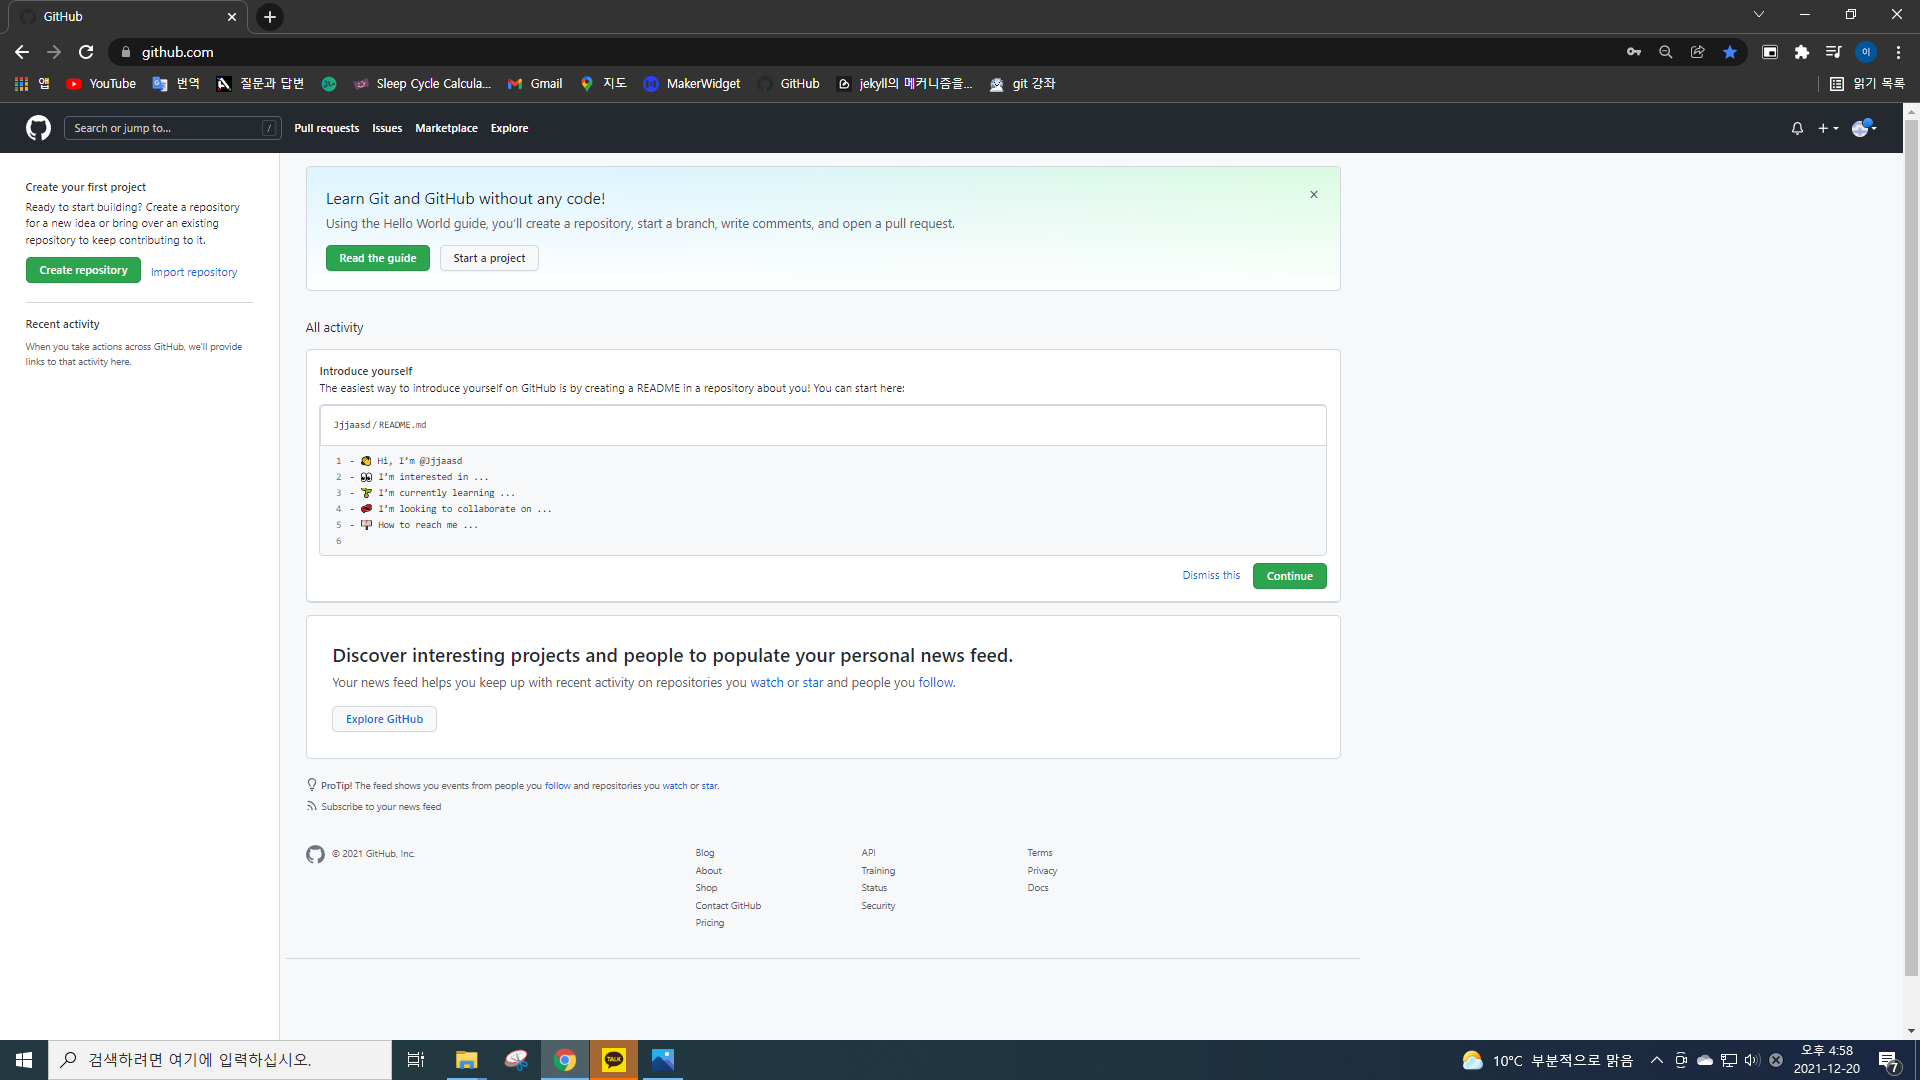 GitHub
github.com
이
앱
YouTube
번역
질문과 답변
Sleep Cycle Calcula...
Gmail
지도
MakerWidget
GitHub
jekyll의 메커니즘을...
git 강좌
읽기 목록
Search or jump to...
/
Pull requests
Issues
Marketplace
Explore
Create your first project
Ready to start building? Create a repository
for a new idea or bring over an existing
repository to keep contributing to it.
Create repository
Import repository
Recent activity
When you take actions across GitHub, we'll provide
links to that activity here.
Learn Git and GitHub without any code!
Using the Hello World guide, you'll create a repository, start a branch, write comments, and open a pull request.
Read the guide
Start a project
All activity
Introduce yourself
The easiest way to introduce yourself on GitHub is by creating a README in a repository about you! You can start here:
Jjjaasd / README.md
1 - 👋 Hi, I'm @Jjjaasd
2 - 👀 I'm interested in ...
3 - 🌱 I'm currently learning ...
4 - 💞️ I'm looking to collaborate on ...
5 - 📫 How to reach me ...
6
Dismiss this
Continue
Discover interesting projects and people to populate your personal news feed.
Your news feed helps you keep up with recent activity on repositories you watch or star and people you follow.
Explore GitHub
ProTip! The feed shows you events from people you follow and repositories you watch or star.
Subscribe to your news feed
© 2021 GitHub, Inc.
Blog
About
Shop
Contact GitHub
Pricing
API
Training
Status
Security
Terms
Privacy
Docs
검색하려면 여기에 입력하십시오.
TALK
10°C 부분적으로 맑음
오후 4:58
2021-12-20
7